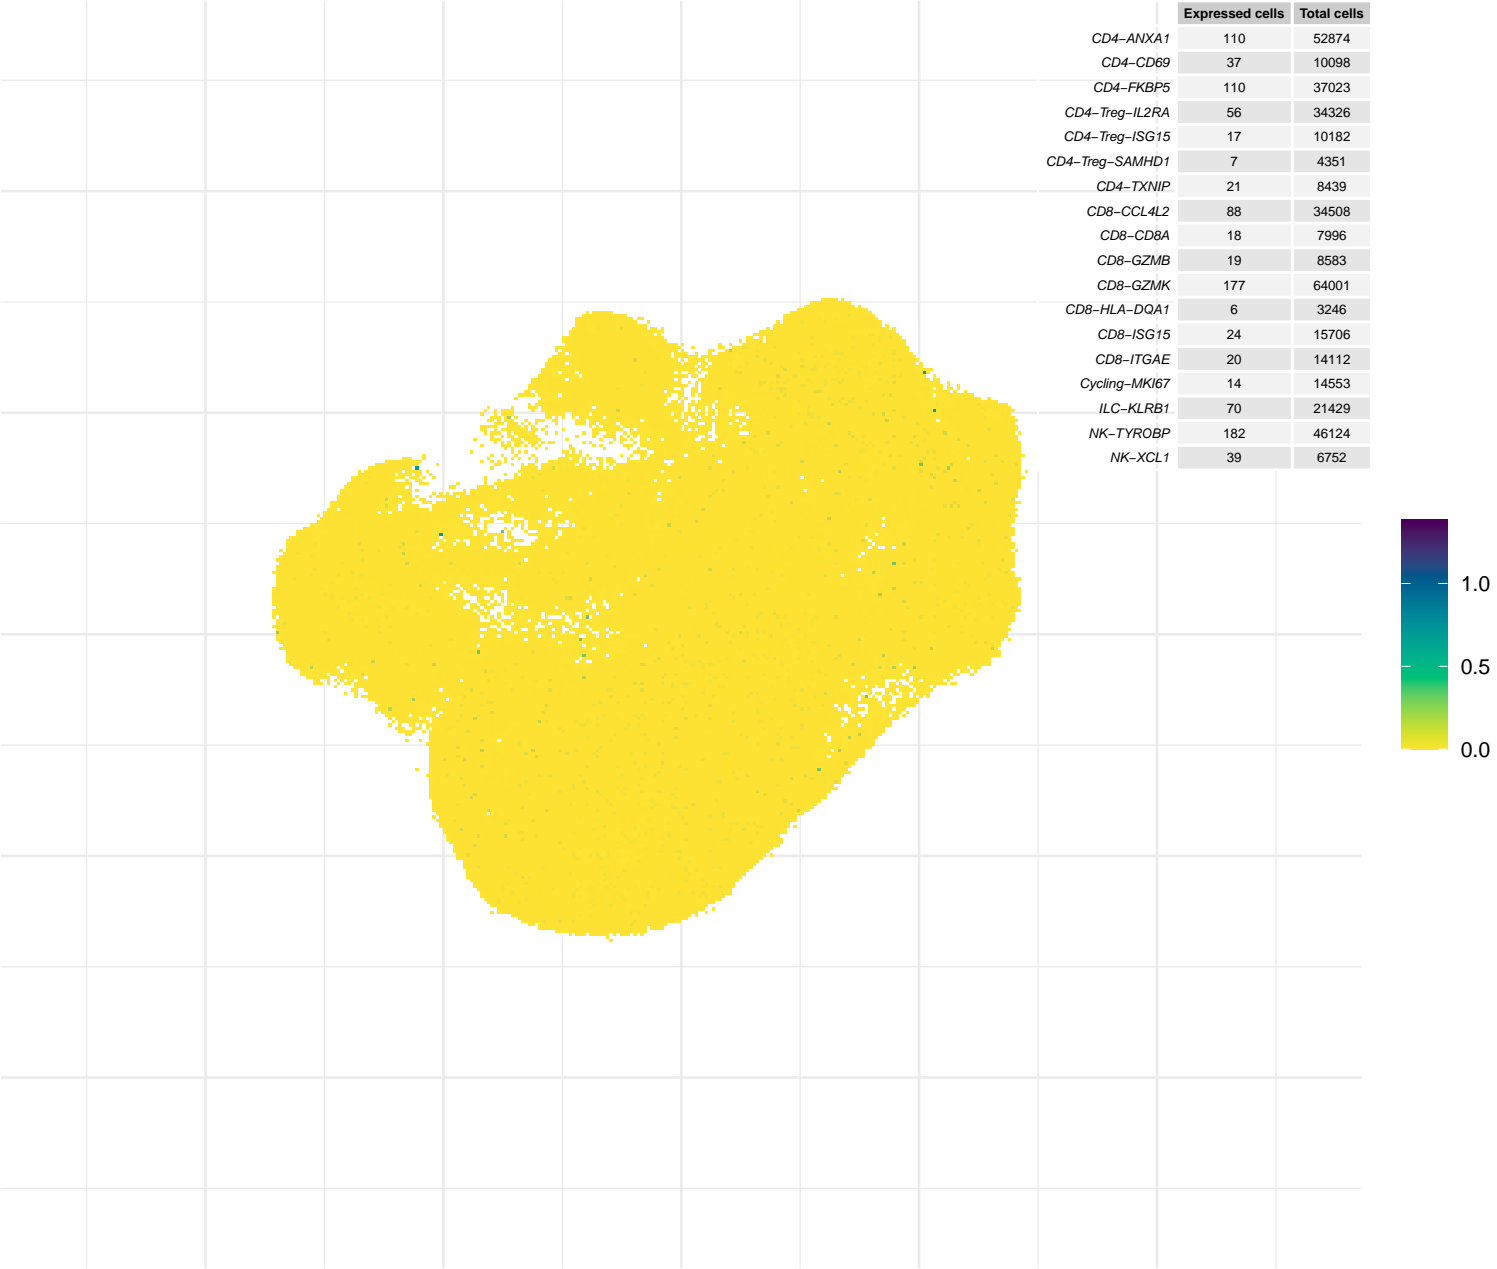 Expressed cells Total cells
CD4−ANXA1 110 52874
CD4−CD69 37 10098
CD4−FKBP5 110 37023
CD4−Treg−IL2RA 56 34326
CD4−Treg−ISG15 17 10182
CD4−Treg−SAMHD1 7 4351
CD4−TXNIP 21 8439
CD8−CCL4L2 88 34508
CD8−CD8A 18 7996
CD8−GZMB 19 8583
CD8−GZMK 177 64001
CD8−HLA−DQA1 6 3246
CD8−ISG15 24 15706
CD8−ITGAE 20 14112
Cycling−MKI67 14 14553
ILC−KLRB1 70 21429
NK−TYROBP 182 46124
NK−XCL1 39 6752
1.0
0.5
0.0